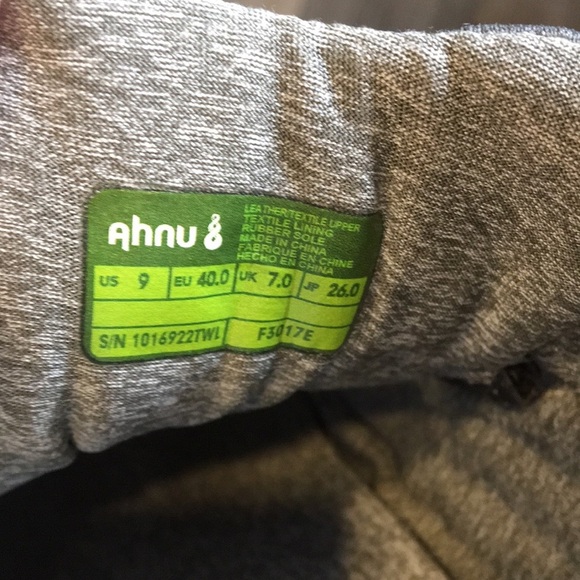 Ahnu
LEATHER/TEXTILE UPPER
TEXTILE LINING
RUBBER SOLE
MADE IN CHINA
FABRIQUE EN CHINE
HECHO EN CHINA
US 9 EU 40.0 UK 7.0 JP 26.0
S/N 1016922TWL F3017E